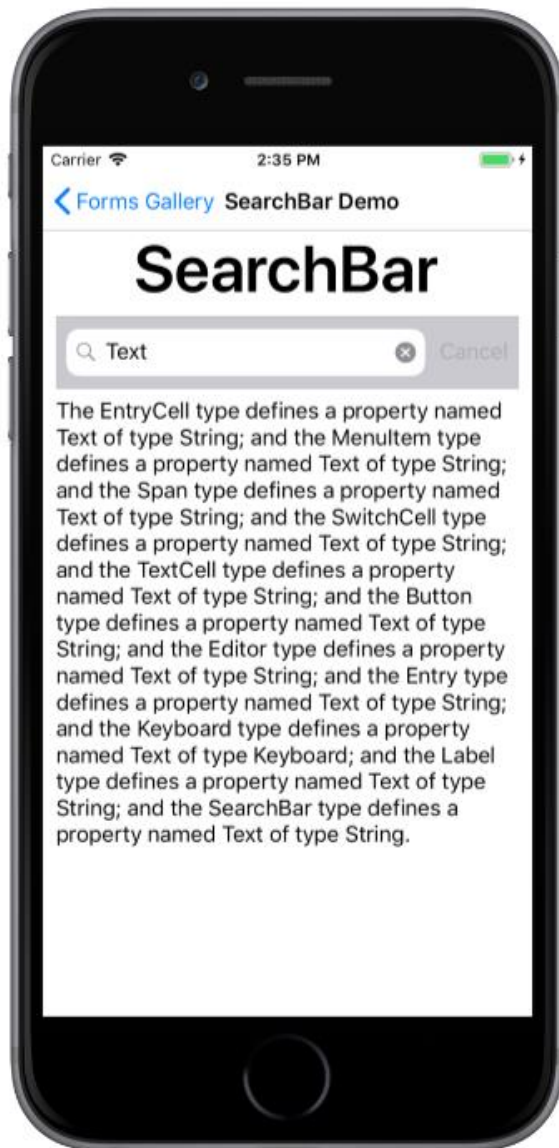 Carrier 2:35 PM
Forms Gallery SearchBar Demo
SearchBar
Text Cancel
The EntryCell type defines a property named
Text of type String; and the MenuItem type
defines a property named Text of type String;
and the Span type defines a property named
Text of type String; and the SwitchCell type
defines a property named Text of type String;
and the TextCell type defines a property
named Text of type String; and the Button
type defines a property named Text of type
String; and the Editor type defines a property
named Text of type String; and the Entry type
defines a property named Text of type String;
and the Keyboard type defines a property
named Text of type Keyboard; and the Label
type defines a property named Text of type
String; and the SearchBar type defines a
property named Text of type String.